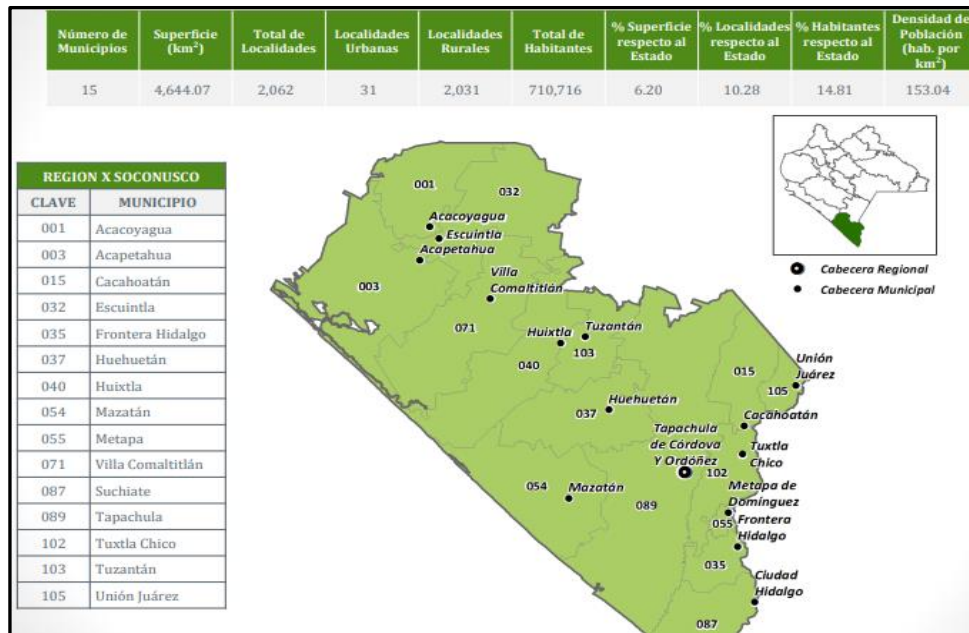 Número de Municipios | Superficie (km²) | Total de Localidades | Localidades Urbanas | Localidades Rurales | Total de Habitantes | % Superficie respecto al Estado | % Localidades respecto al Estado | % Habitantes respecto al Estado | Densidad de Población (hab. por km²)
15 | 4,644.07 | 2,062 | 31 | 2,031 | 710,716 | 6.20 | 10.28 | 14.81 | 153.04
REGION X SOCONUSCO
CLAVE | MUNICIPIO
001 | Acacoyagua
003 | Acapetahua
015 | Cacahoatán
032 | Escuintla
035 | Frontera Hidalgo
037 | Huehuetán
040 | Huixtla
054 | Mazatán
055 | Metapa
071 | Villa Comaltitlán
087 | Suchiate
089 | Tapachula
102 | Tuxtla Chico
103 | Tuzantán
105 | Unión Juárez
Cabecera Regional
Cabecera Municipal
001
032
Acacoyagua
Escuintla
Acapetahua
003
Villa
Comaltitlán
071
Huixtla
Tuzantán
103
040
015
Unión
Juárez
105
037
Huehuetán
Cacahoatán
Tapachula
de Córdova
Y Ordóñez
102
Tuxtla
Chico
054
Mazatán
089
Metapa de
Domínguez
055
Frontera
Hidalgo
035
Ciudad
Hidalgo
087